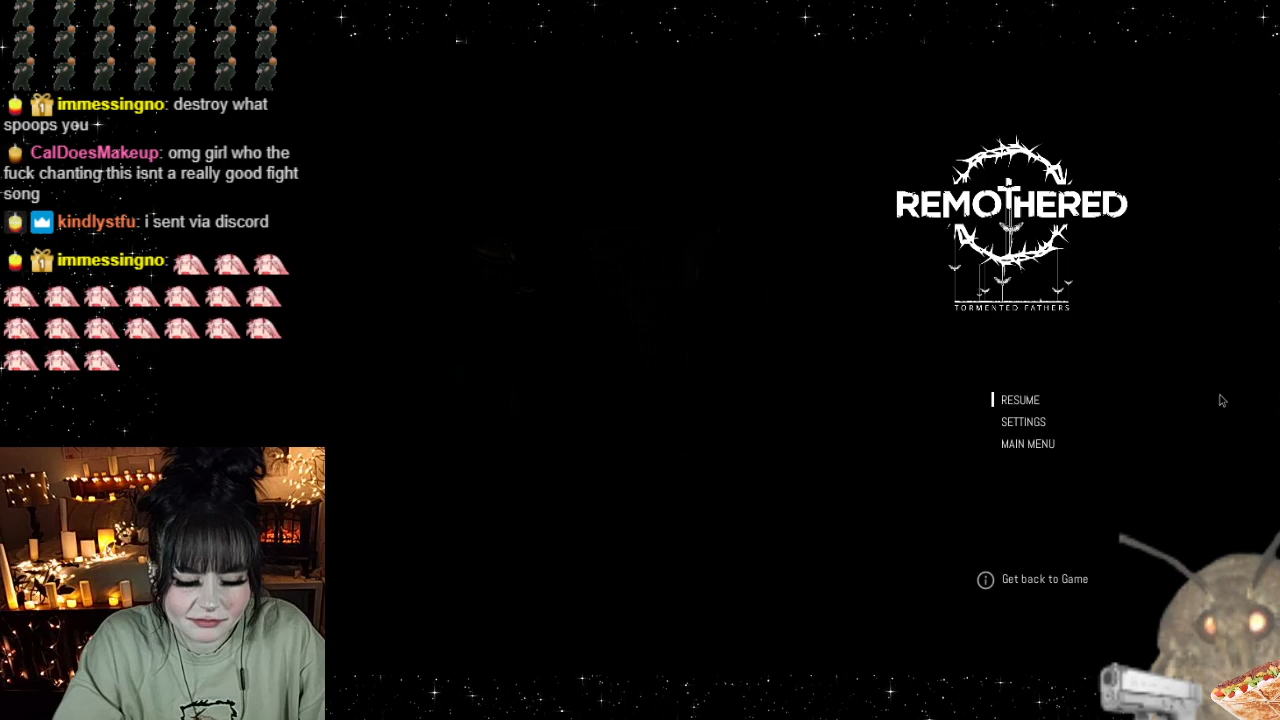 immessingno: destroy what
spoops you
CalDoesMakeup: omg girl who the
fuck chanting this isnt a really good fight
song
kindlystfu: i sent via discord
immessingno:
REMOTHERED
TORMENTED FATHERS
RESUME
SETTINGS
MAIN MENU
Get back to Game